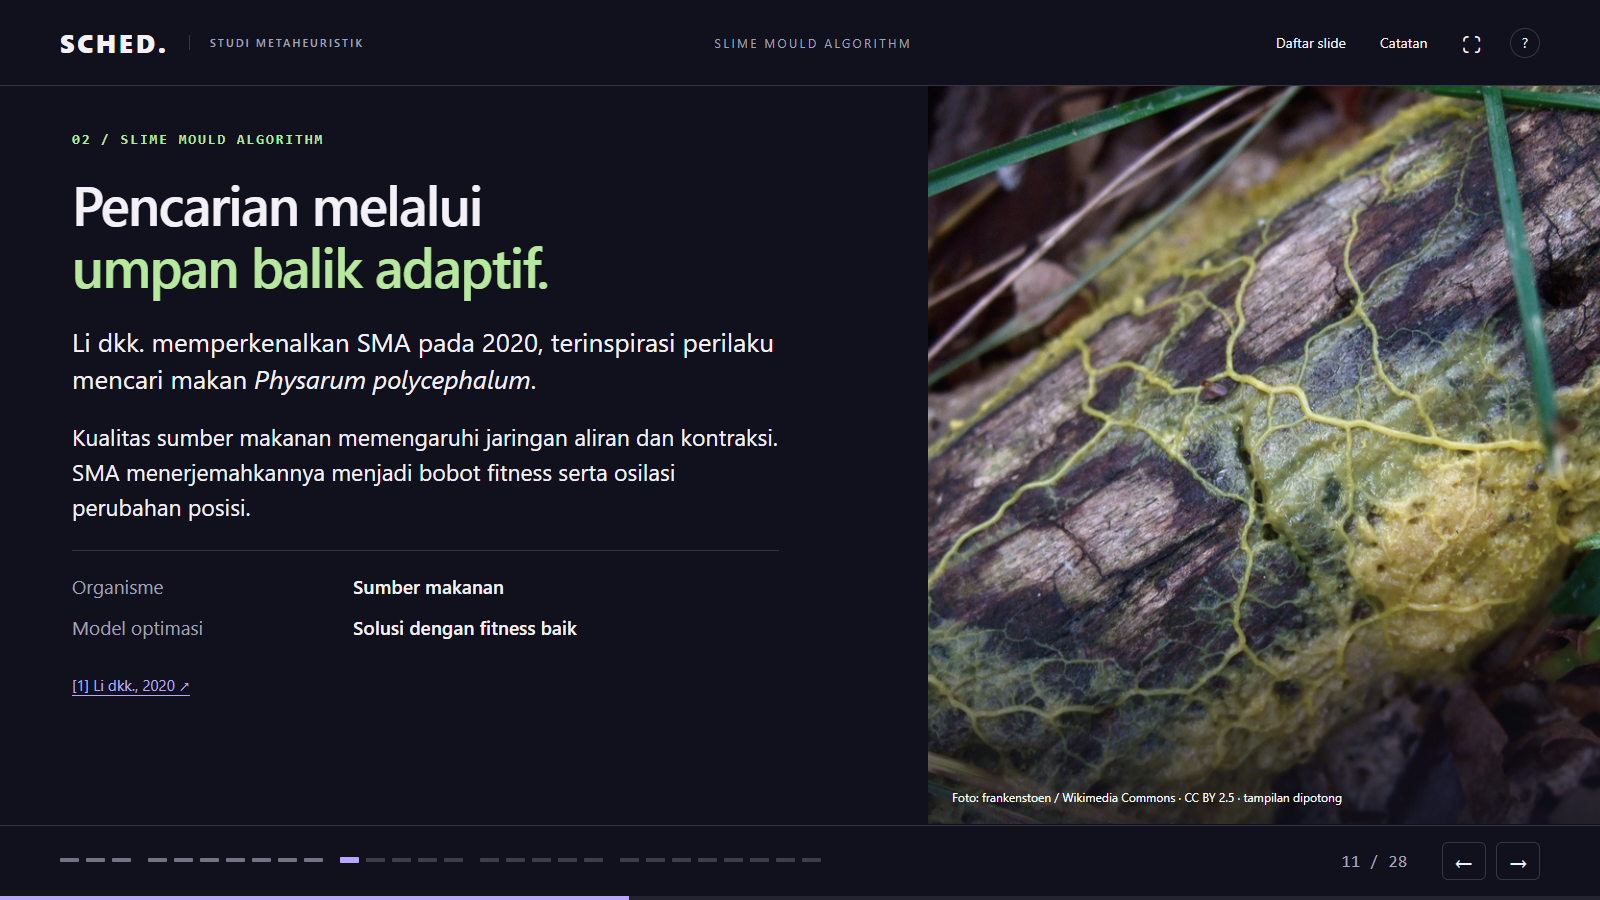 SCHED.
STUDI METAHEURISTIK
SLIME MOULD ALGORITHM
Daftar slide
Catatan
?
02 / SLIME MOULD ALGORITHM
Pencarian melalui
umpan balik adaptif.
Li dkk. memperkenalkan SMA pada 2020, terinspirasi perilaku
mencari makan Physarum polycephalum.
Kualitas sumber makanan memengaruhi jaringan aliran dan kontraksi.
SMA menerjemahkannya menjadi bobot fitness serta osilasi
perubahan posisi.
Organisme
Sumber makanan
Model optimasi
Solusi dengan fitness baik
[1] Li dkk., 2020 ↗
Foto: frankenstoen / Wikimedia Commons · CC BY 2.5 · tampilan dipotong
11 / 28
← →